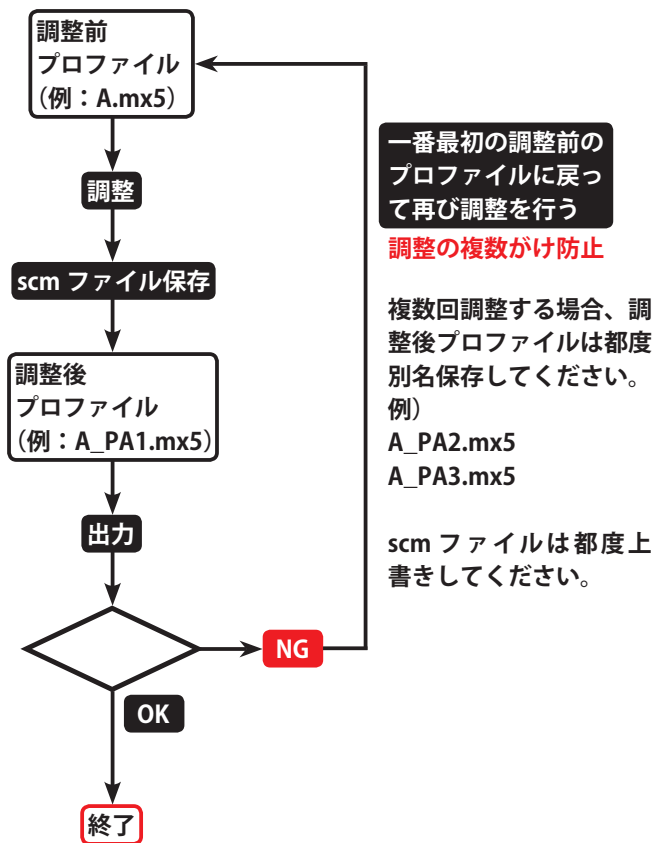 調整前
プロファイル
（例：A.mx5）
調整
scm ファイル保存
調整後
プロファイル
（例：A_PA1.mx5）
出力
NG
OK
終了
一番最初の調整前の
プロファイルに戻っ
て再び調整を行う
調整の複数がけ防止
複数回調整する場合、調
整後プロファイルは都度
別名保存してください。
例）
A_PA2.mx5
A_PA3.mx5
scm ファイルは都度上
書きしてください。